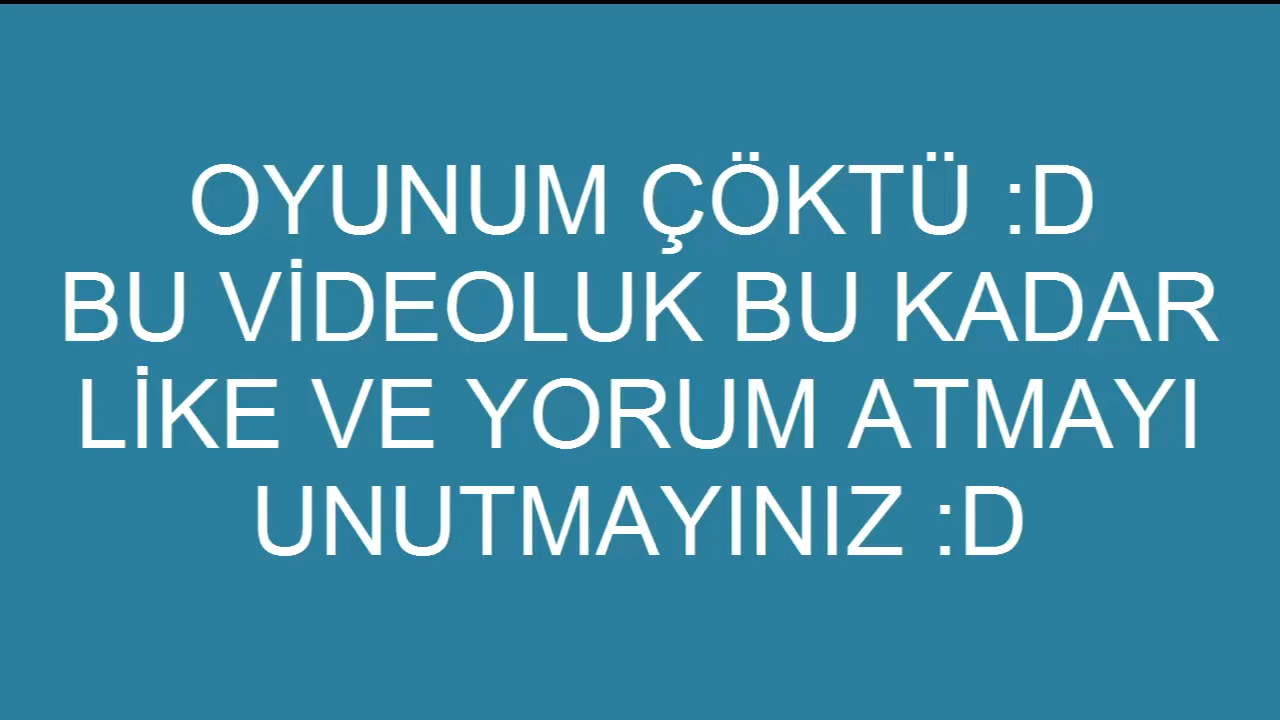 OYUNUM ÇÖKTÜ :D
BU VİDEOLUK BU KADAR
LİKE VE YORUM ATMAYI
UNUTMAYINIZ :D